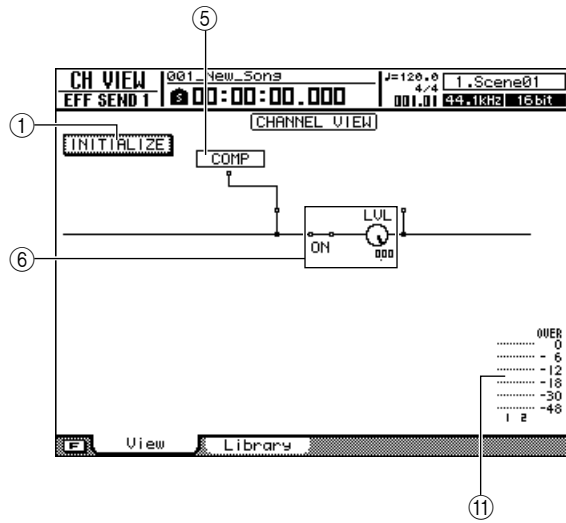 ⑤
CH VIEW 001_New_Song ♩=120.0 4/4 1.Scene01
EFF SEND 1 S 00:00:00.000 001.01 44.1kHz 16bit
CHANNEL VIEW
① INITIALIZE
COMP
LVL
ON
000
⑥
OVER
0
- 6
-12
-18
-30
-48
1 2
F View Library
⑪